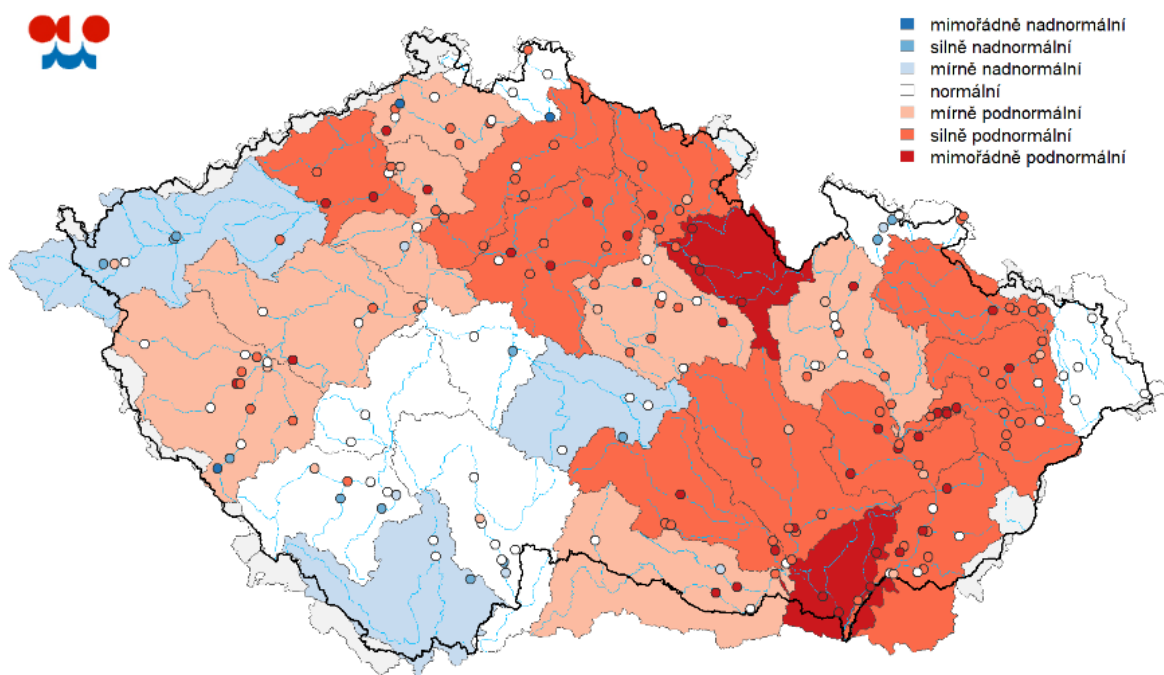 mimořádně nadnormální
silně nadnormální
mírně nadnormální
normální
mírně podnormální
silně podnormální
mimořádně podnormální